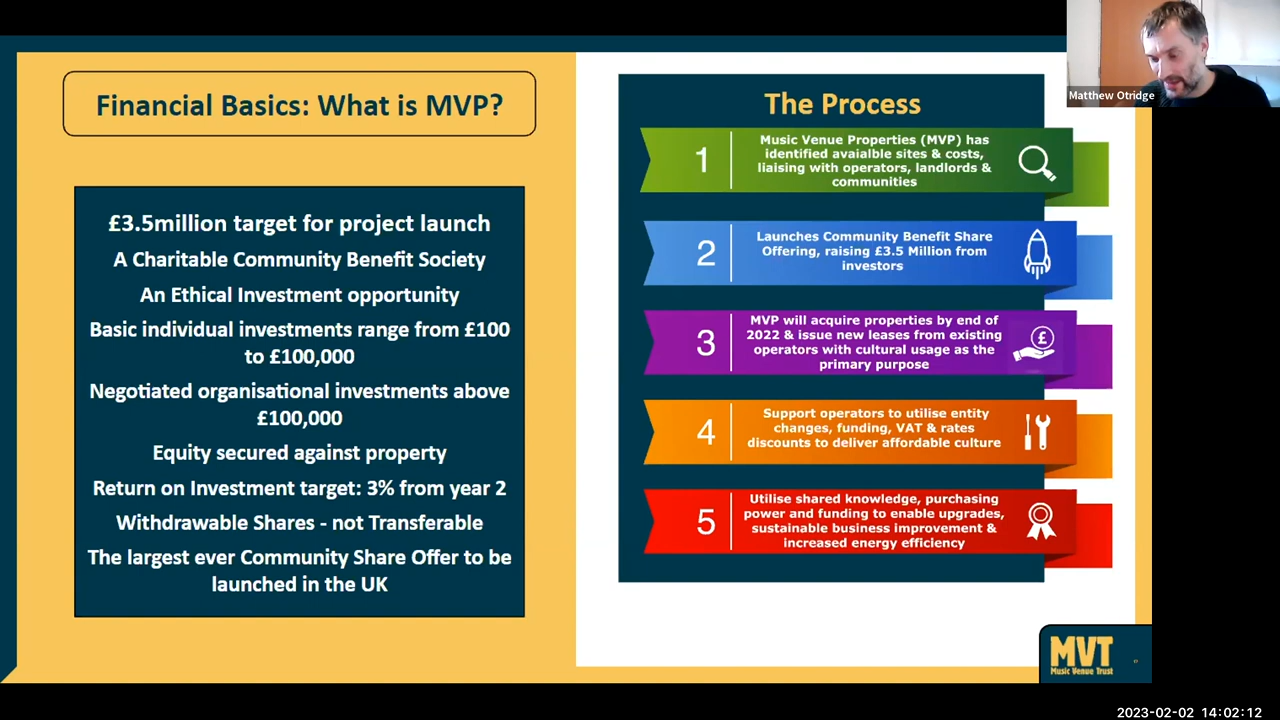 Financial Basics: What is MVP?
£3.5million target for project launch
A Charitable Community Benefit Society
An Ethical Investment opportunity
Basic individual investments range from £100
to £100,000
Negotiated organisational investments above
£100,000
Equity secured against property
Return on Investment target: 3% from year 2
Withdrawable Shares - not Transferable
The largest ever Community Share Offer to be
launched in the UK
The Process
1
Music Venue Properties (MVP) has
identified avaialble sites & costs,
liaising with operators, landlords &
communities
2
Launches Community Benefit Share
Offering, raising £3.5 Million from
investors
3
MVP will acquire properties by end of
2022 & issue new leases from existing
operators with cultural usage as the
primary purpose
£
4
Support operators to utilise entity
changes, funding, VAT & rates
discounts to deliver affordable culture
5
Utilise shared knowledge, purchasing
power and funding to enable upgrades,
sustainable business improvement &
increased energy efficiency
Matthew Otridge
MVT
Music Venue Trust
2023-02-02 14:02:12